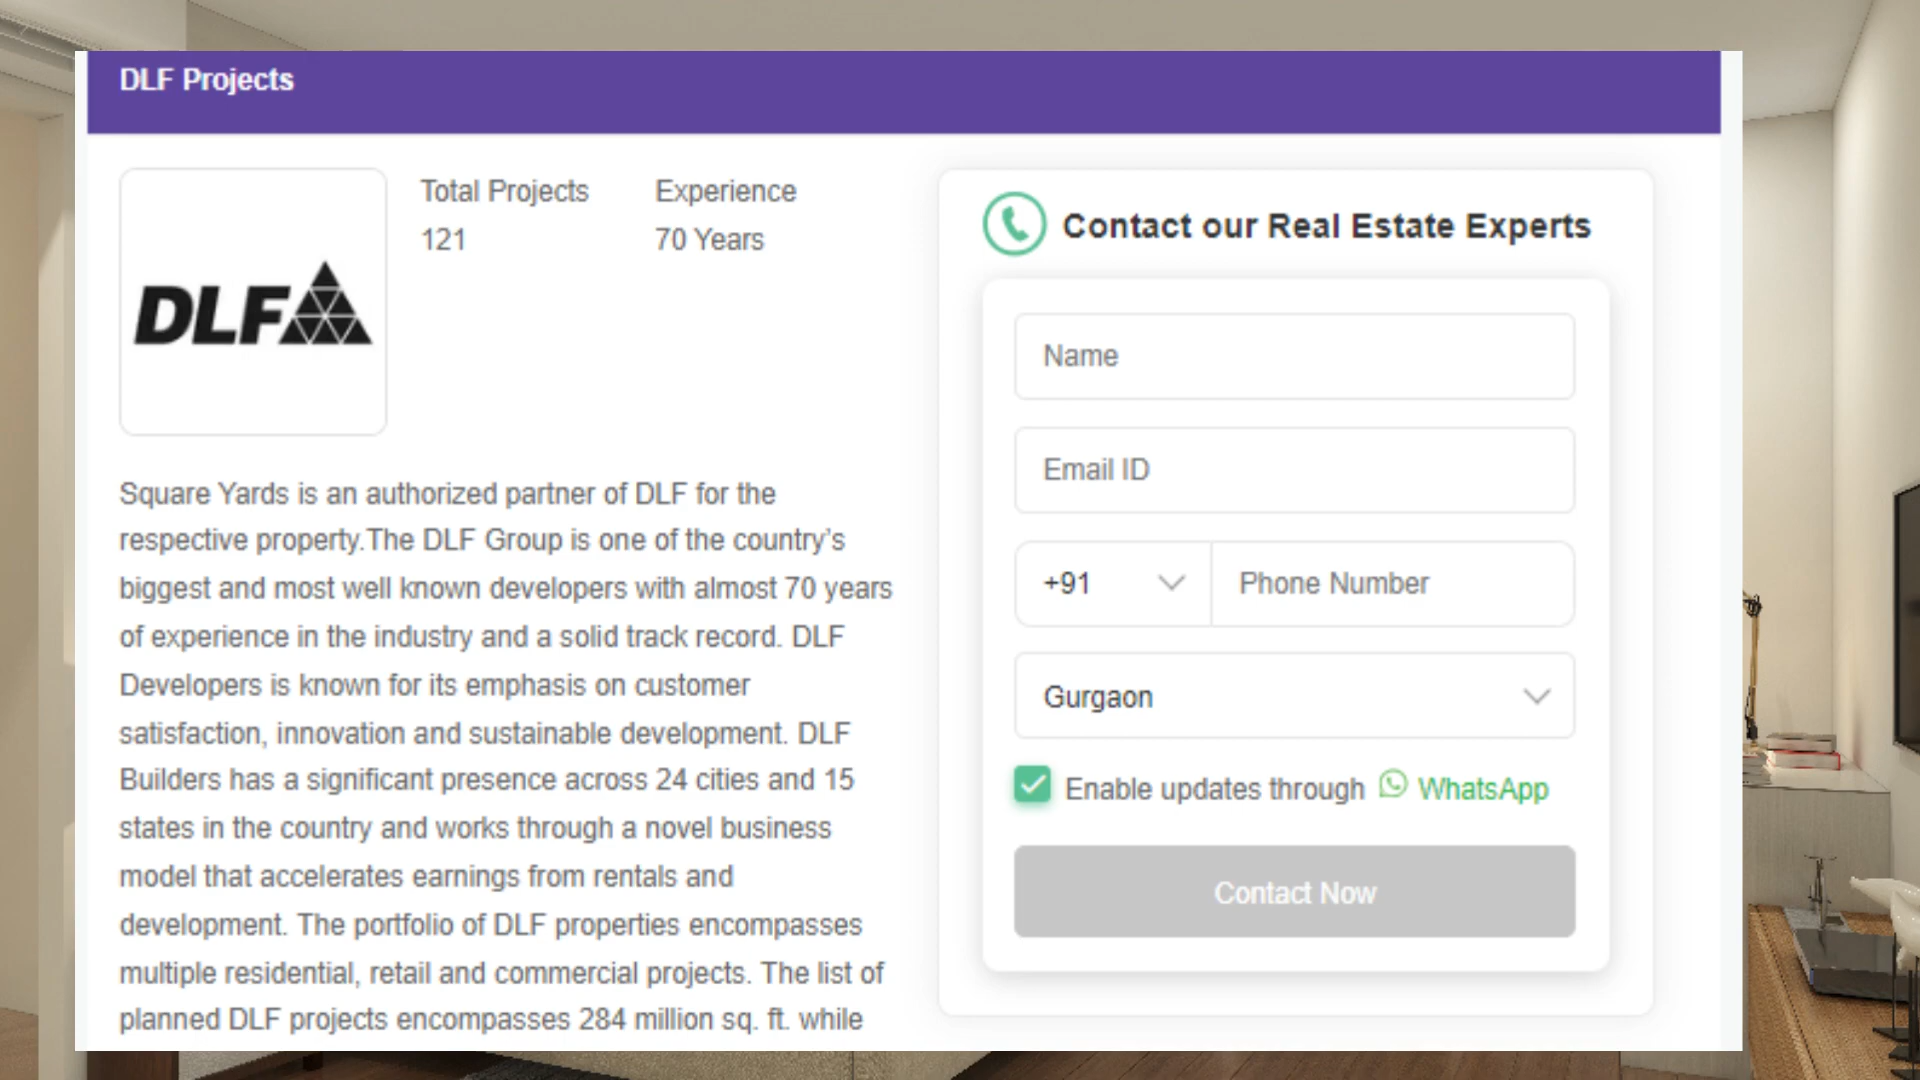 DLF Projects
DLF
Total Projects
121
Experience
70 Years
Square Yards is an authorized partner of DLF for the
respective property.The DLF Group is one of the country's
biggest and most well known developers with almost 70 years
of experience in the industry and a solid track record. DLF
Developers is known for its emphasis on customer
satisfaction, innovation and sustainable development. DLF
Builders has a significant presence across 24 cities and 15
states in the country and works through a novel business
model that accelerates earnings from rentals and
development. The portfolio of DLF properties encompasses
multiple residential, retail and commercial projects. The list of
planned DLF projects encompasses 284 million sq. ft. while
Contact our Real Estate Experts
Name
Email ID
+91 Phone Number
Gurgaon
Enable updates through WhatsApp
Contact Now